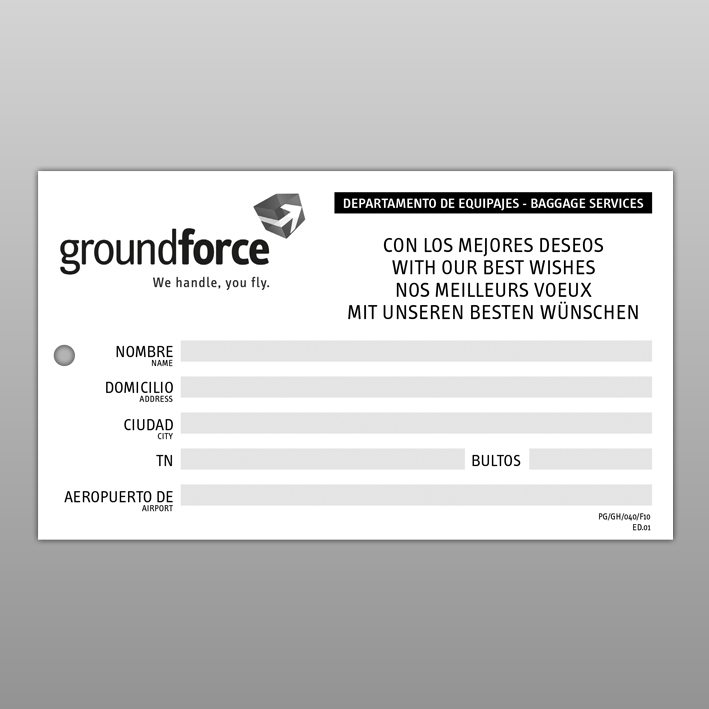 groundforce
We handle, you fly.
DEPARTAMENTO DE EQUIPAJES - BAGGAGE SERVICES
CON LOS MEJORES DESEOS
WITH OUR BEST WISHES
NOS MEILLEURS VOEUX
MIT UNSEREN BESTEN WÜNSCHEN
NOMBRE
NAME
DOMICILIO
ADDRESS
CIUDAD
CITY
TN BULTOS
AEROPUERTO DE
AIRPORT
PG/GH/040/F10
ED.01